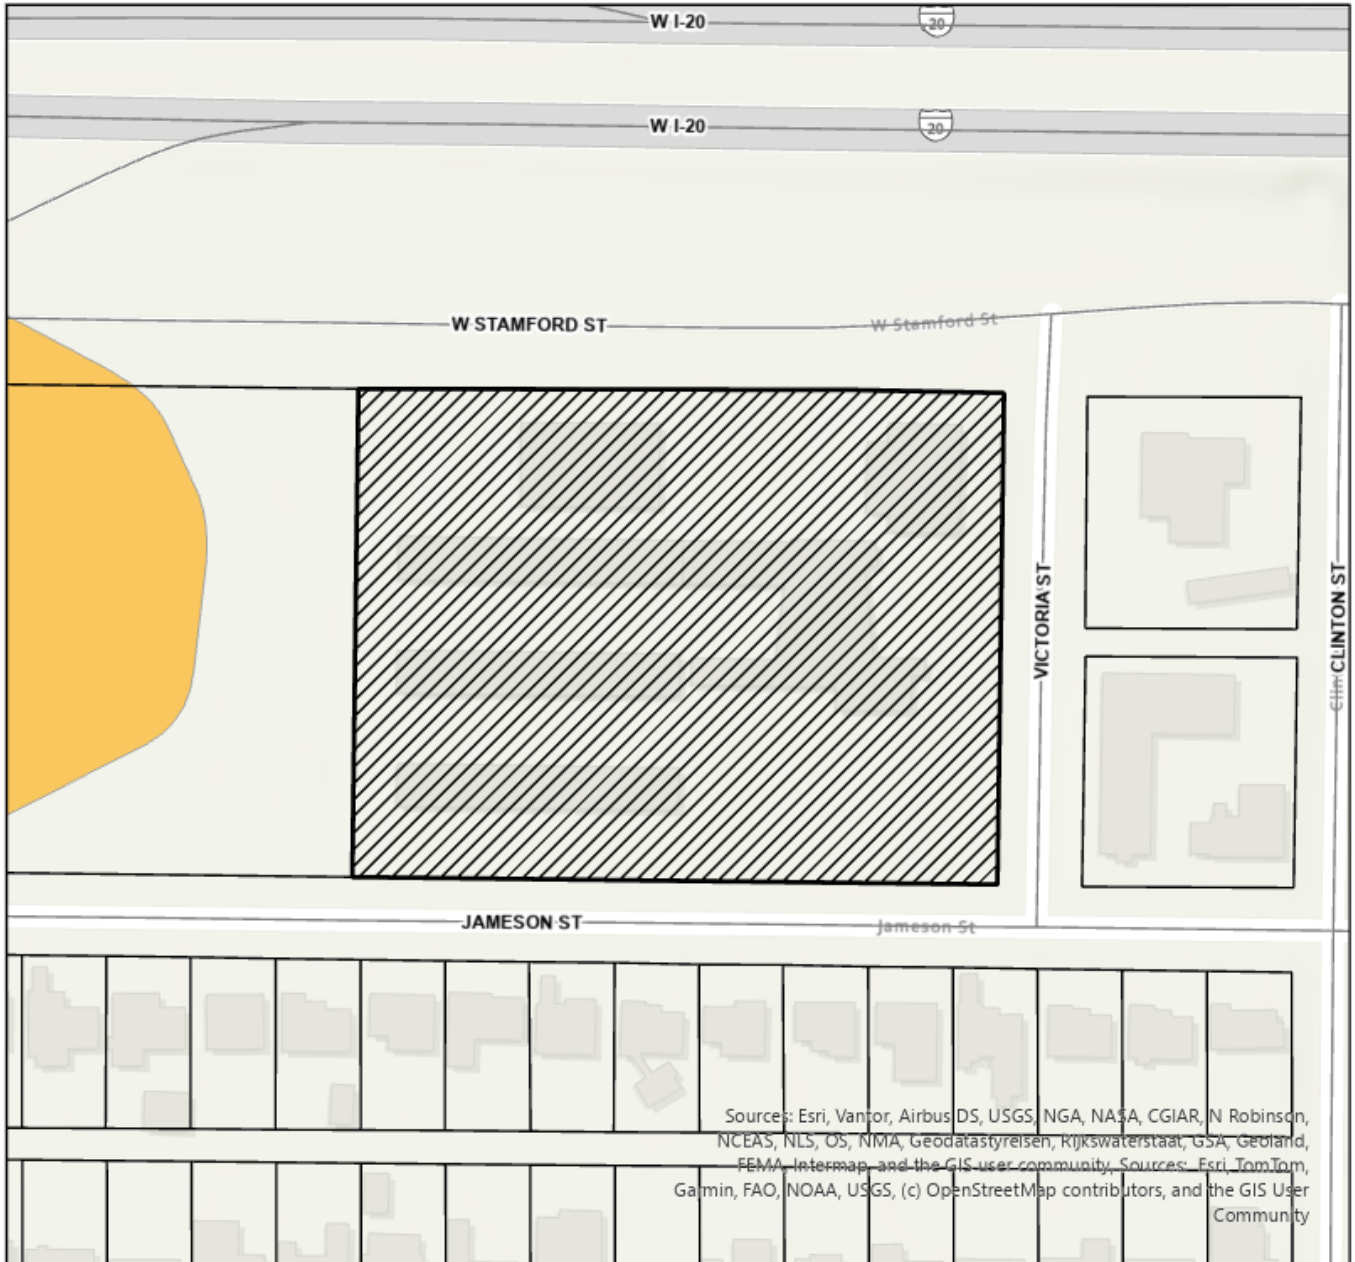 W I-20
20
W I-20
20
W STAMFORD ST
W Stamford St
VICTORIA ST
CLINTON ST
Clin
JAMESON ST
Jameson St
Sources: Esri, Vantor, Airbus DS, USGS, NGA, NASA, CGIAR, N Robinson,
NCEAS, NLS, OS, NMA, Geodatastyrelsen, Rijkswaterstaat, GSA, Geoland,
FEMA, Intermap, and the GIS user community, Sources: Esri, TomTom,
Garmin, FAO, NOAA, USGS, (c) OpenStreetMap contributors, and the GIS User
Community